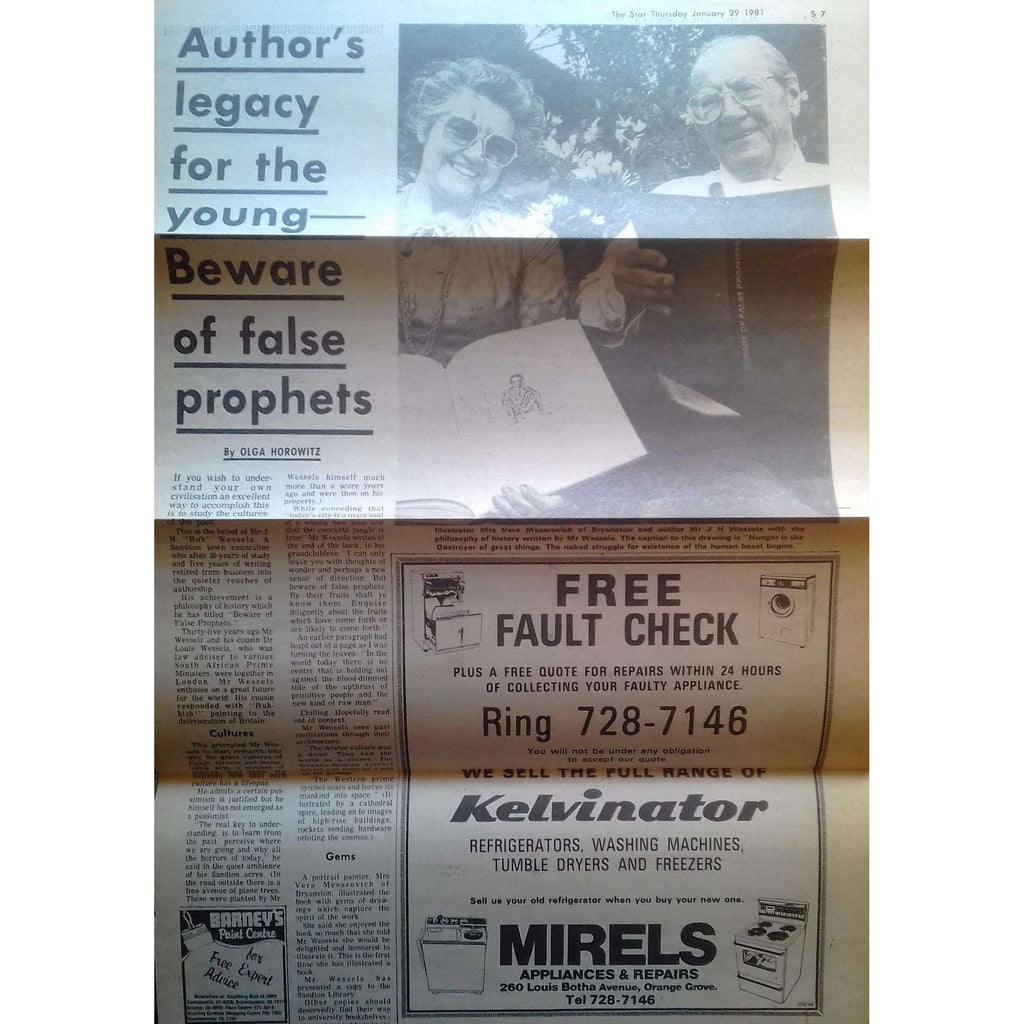 The Star Thursday January 29 1981
S 7
Author's
legacy
for the
young—
Beware
of false
prophets
By OLGA HOROWITZ
If you wish to under-
stand your own
civilisation an excellent
way to accomplish this
is to study the cultures
of the past.
This is the belief of Mr J
H "Bob" Wessels, A
Sandton town councillor
who after 30 years of study
and five years of writing
retired from business into
the quieter reaches of
authorship.
His achievement is a
philosophy of history which
he has titled "Beware of
False Prophets."
Thirty-five years ago Mr
Wessels and his cousin Dr
Louis Wessels, who was
law adviser to various
South African Prime
Ministers, were together in
London. Mr Wessels
enthuses on a great future
for the world. His cousin
responded with "Rub-
bish!" pointing to the
deterioration of Britain.
Cultures
This prompted Mr Wes-
sels to start research into
culture has a lifespan.
He admits a certain pes-
simism is justified but he
himself has not emerged as
a pessimist.
"The real key to under-
standing, is to learn from
the past, perceive where
we are going and why all
the horrors of today," he
said in the quiet ambience
of his Sandton acres. (In
the road outside there is a
fine avenue of plane trees.
These were planted by Mr
Wessels himself much
more than a score years
ago and were then on his
property.)
While conceding that
today's city is a mass soul
of a wholly new kind and
that the concrete jungle is
true Mr Wessels writes at
the end of the book, to his
grandchildren "I can only
leave you with thoughts of
wonder and perhaps a new
sense of direction. But
beware of false prophets.
By their fruits shall ye
know them. Enquire
diligently about the fruits
which have come forth or
are likely to come forth."
An earlier paragraph had
leapt out of a page as I was
turning the leaves: "In the
world today there is no
centre that is holding out
against the blood-dimmed
tide of the upthrust of
primitive people and the
new kind of raw man."
Chilling. Hopefully read
out of context.
Mr Wessels sees past
civilisations through their
architecture.
"The Arabic culture was
"The Western prime
symbol soars and forces its
mankind into space." (Il-
lustrated by a cathedral
spire, leading on to images
of high-rise buildings,
rockets sending hardware
orbiting the cosmos.)
Gems
A portrait painter, Mrs
Vera Mesarovich of
Bryanston, illustrated the
book with gems of draw-
ings which capture the
spirit of the work.
She said she enjoyed the
book so much that she told
Mr Wessels she would be
delighted and honoured to
illustrate it. This is the first
time she has illustrated a
book.
Mr Wessels has
presented a copy to the
Sandton Library.
Other copies should
deservedly find their way
to university bookshelves.
Illustrator Mrs Vera Mesarovich of Bryanston and author Mr J H Wessels with the
philosophy of history written by Mr Wessels. The caption to this drawing is "Hunger is the
Destroyer of great things. The naked struggle for existence of the human beast begins."
OF FALSE
FREE
FAULT CHECK
PLUS A FREE QUOTE FOR REPAIRS WITHIN 24 HOURS
OF COLLECTING YOUR FAULTY APPLIANCE.
Ring 728-7146
You will not be under any obligation
to accept our quote
WE SELL THE FULL RANGE OF
Kelvinator
REFRIGERATORS, WASHING MACHINES,
TUMBLE DRYERS AND FREEZERS
Sell us your old refrigerator when you buy your new one.
MIRELS
APPLIANCES & REPAIRS
260 Louis Botha Avenue, Orange Grove.
Tel 728-7146
BARNEY'S
Paint Centre
for
Free Expert
Advice